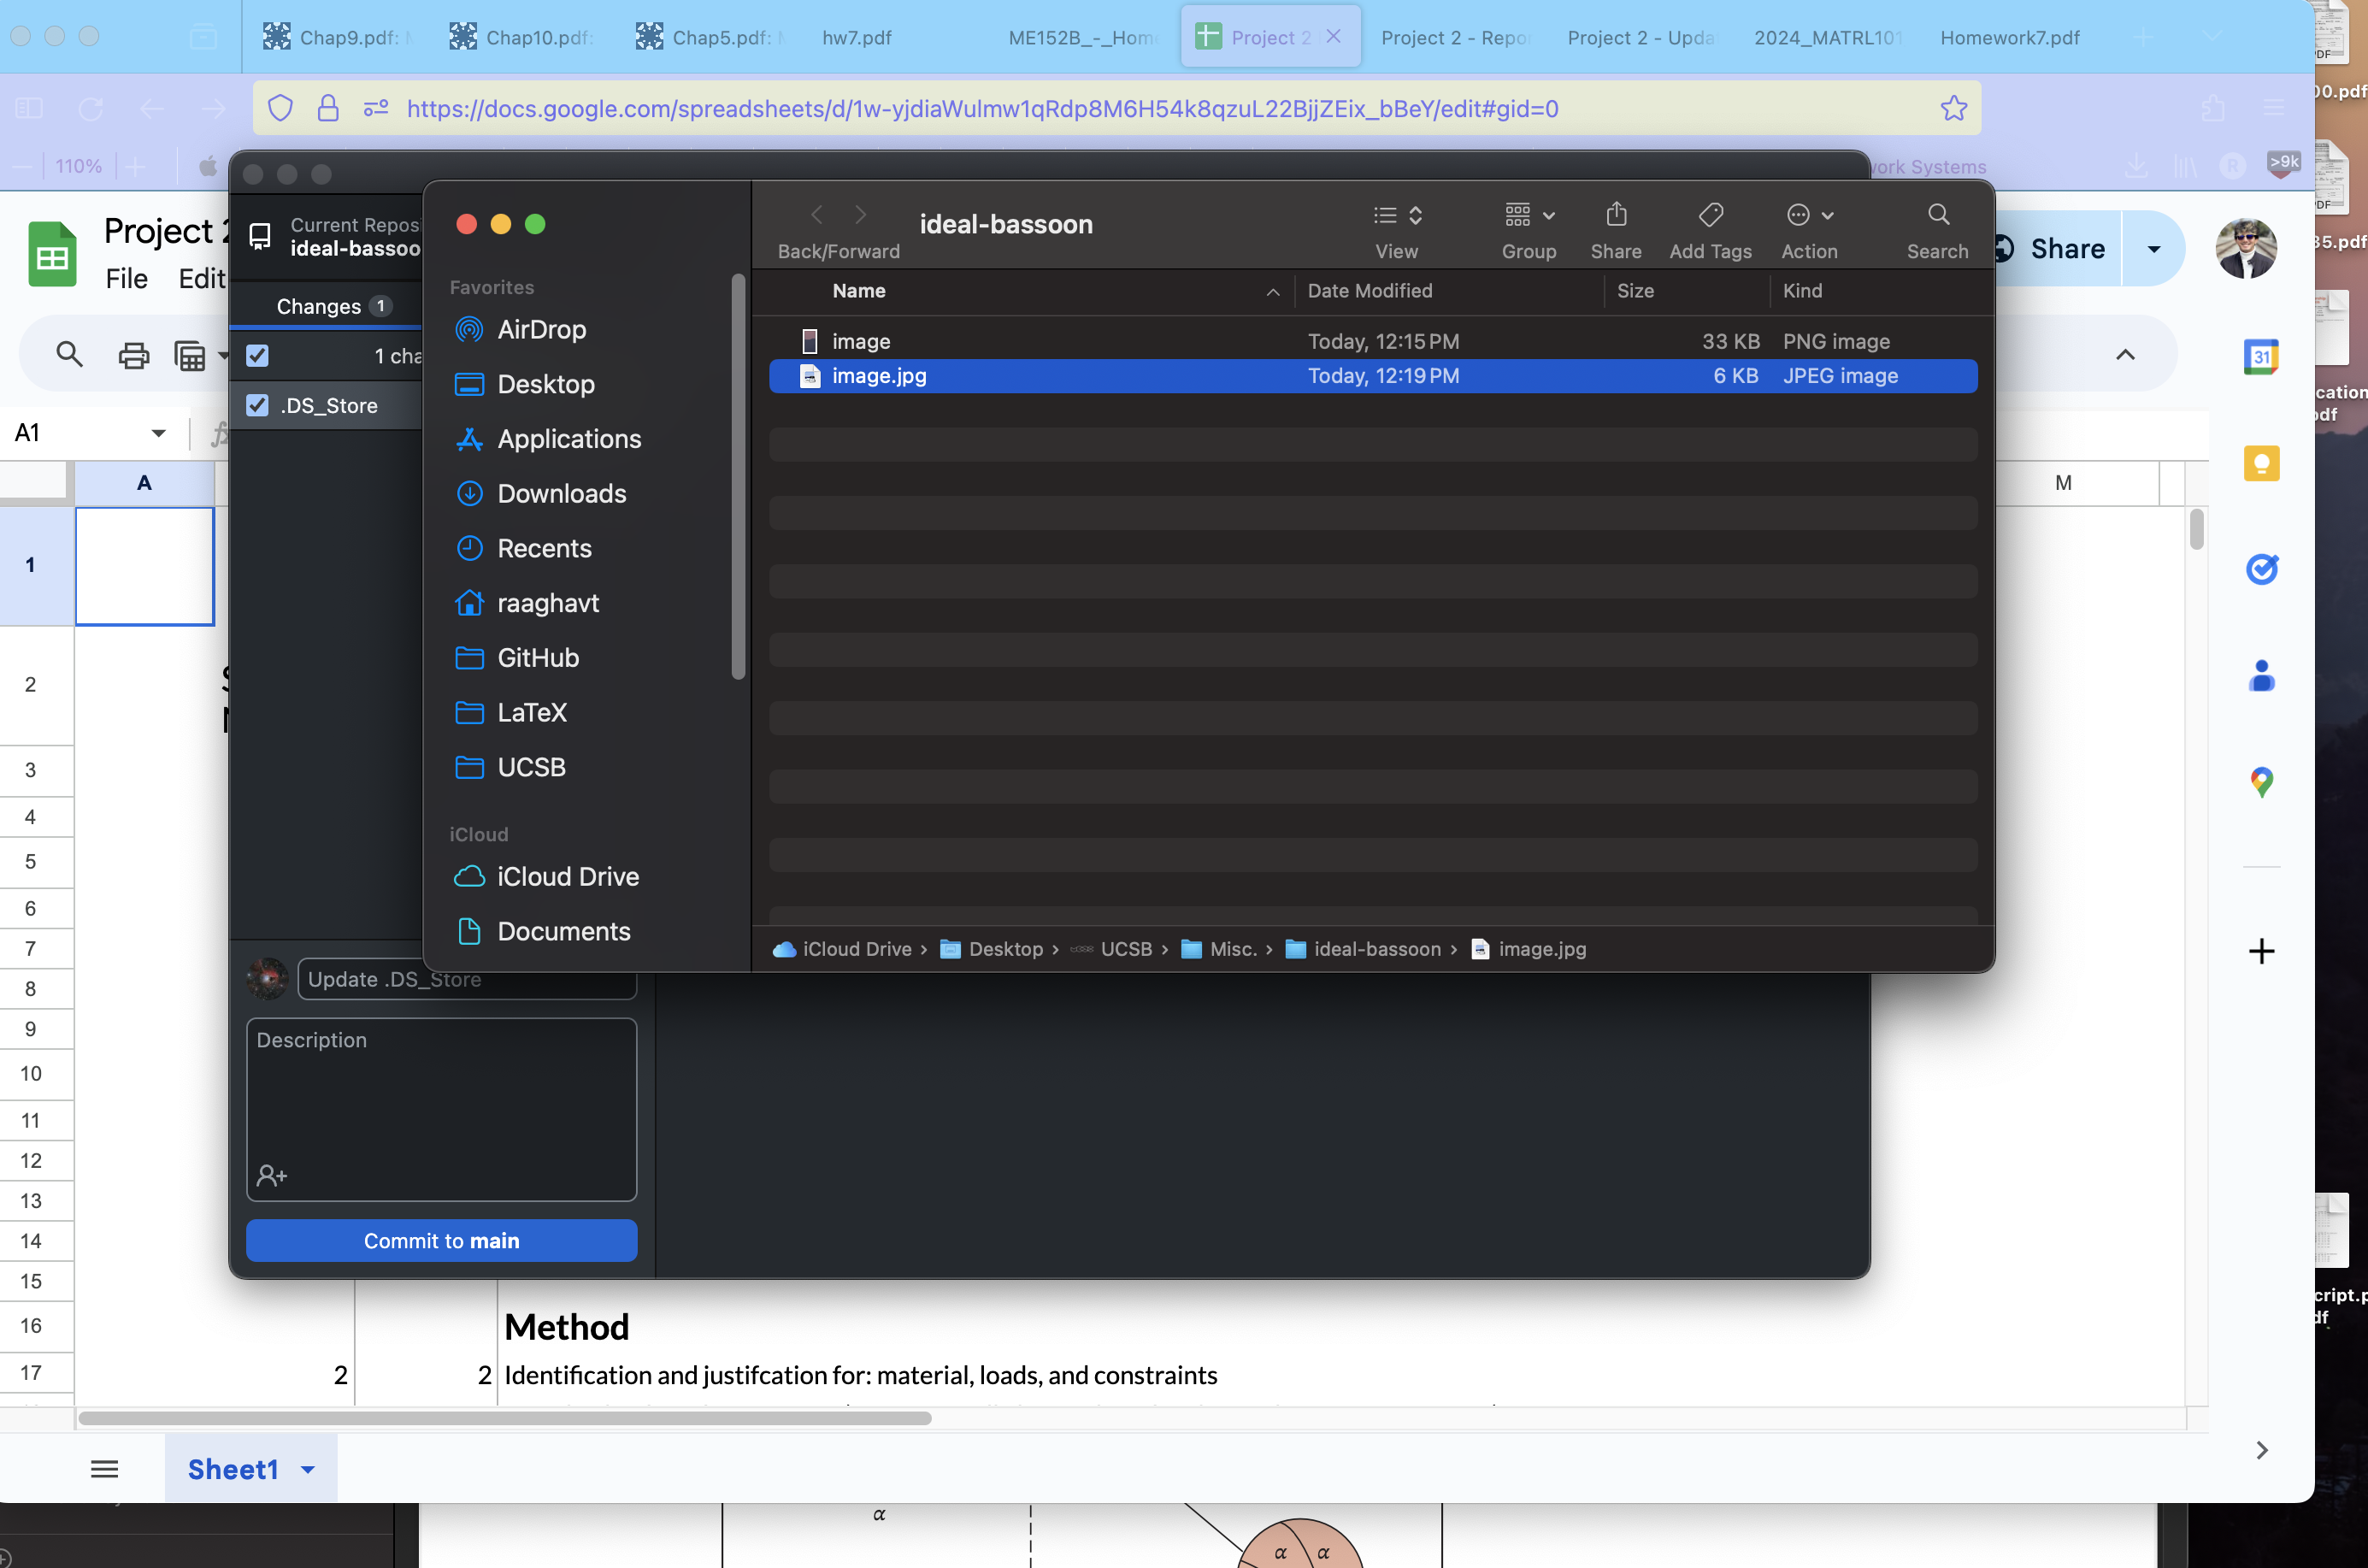 Chap9.pdf:
Chap10.pdf:
Chap5.pdf:
hw7.pdf
ME152B_-_Hom
Project 2
Project 2 - Repo
Project 2 - Upda
2024_MATRL101
Homework7.pdf
https://docs.google.com/spreadsheets/d/1w-yjdiaWulmw1qRdp8M6H54k8qzuL22BjjZEix_bBeY/edit#gid=0
110%
ork Systems
>9k
Project 2
File Edit
Share
31
A1
A
M
1
2
3
4
5
6
7
8
9
10
11
12
13
14
15
16
17
Current Reposi
ideal-bassoo
Changes 1
1 cha
.DS_Store
Update .DS_Store
Description
Commit to main
ideal-bassoon
Back/Forward
View
Group
Share
Add Tags
Action
Search
Favorites
AirDrop
Desktop
Applications
Downloads
Recents
raaghavt
GitHub
LaTeX
UCSB
iCloud
iCloud Drive
Documents
Name Date Modified Size Kind
image Today, 12:15 PM 33 KB PNG image
image.jpg Today, 12:19 PM 6 KB JPEG image
iCloud Drive › Desktop › UCSB › Misc. › ideal-bassoon › image.jpg
Method
2 2 Identification and justifcation for: material, loads, and constraints
Sheet1
α
α α
PDF
00.pdf
PDF
35.pdf
cation
pdf
cript.p
df